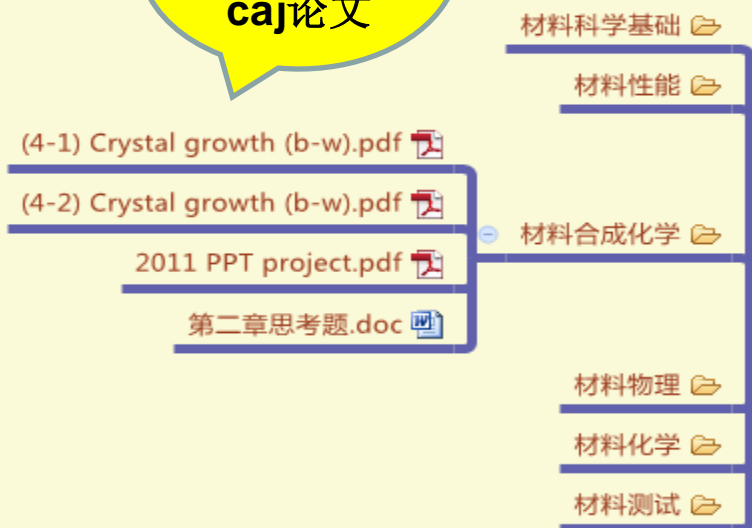 caj论文
材料科学基础
材料性能
(4-1) Crystal growth (b-w).pdf
(4-2) Crystal growth (b-w).pdf
材料合成化学
2011 PPT project.pdf
第二章思考题.doc
材料物理
材料化学
材料测试